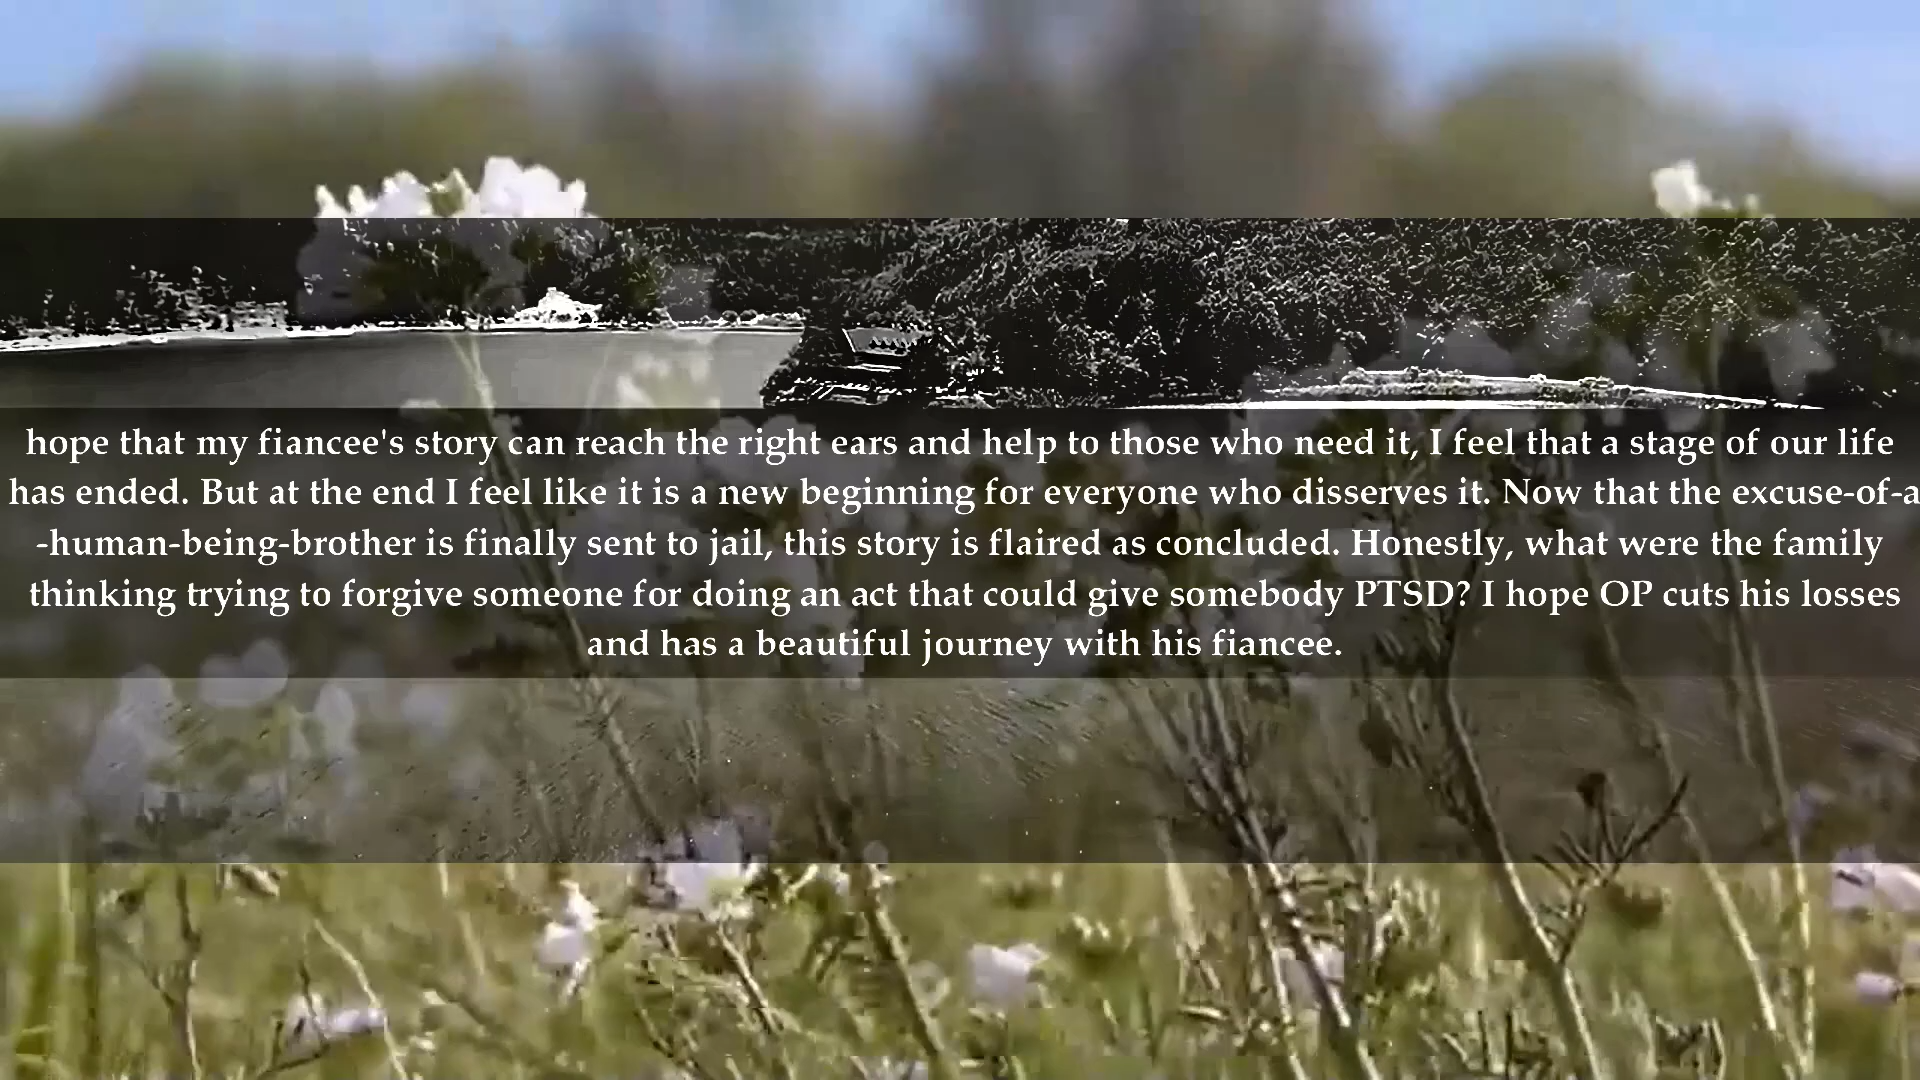 hope that my fiancee's story can reach the right ears and help to those who need it, I feel that a stage of our life
has ended. But at the end I feel like it is a new beginning for everyone who disserves it. Now that the excuse-of-a
-human-being-brother is finally sent to jail, this story is flaired as concluded. Honestly, what were the family
thinking trying to forgive someone for doing an act that could give somebody PTSD? I hope OP cuts his losses
and has a beautiful journey with his fiancee.